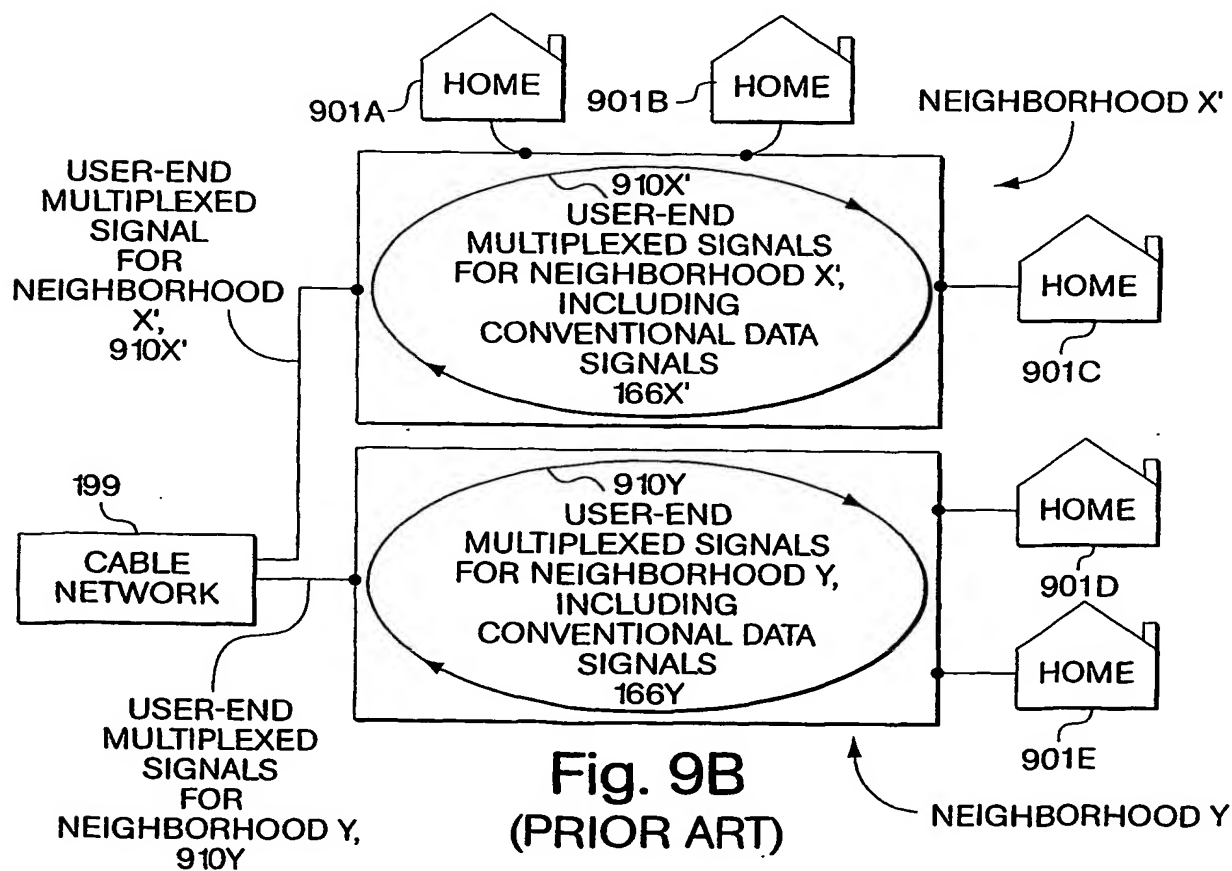 HOME
HOME
901A
901B
NEIGHBORHOOD X'
USER-END
MULTIPLEXED
SIGNAL
FOR
NEIGHBORHOOD
X',
910X'
910X'
USER-END
MULTIPLEXED SIGNALS
FOR NEIGHBORHOOD X',
INCLUDING
CONVENTIONAL DATA
SIGNALS
166X'
HOME
901C
199
CABLE
NETWORK
910Y
USER-END
MULTIPLEXED SIGNALS
FOR NEIGHBORHOOD Y,
INCLUDING
CONVENTIONAL DATA
SIGNALS
166Y
HOME
901D
HOME
901E
USER-END
MULTIPLEXED
SIGNALS
FOR
NEIGHBORHOOD Y,
910Y
Fig. 9B
(PRIOR ART)
NEIGHBORHOOD Y